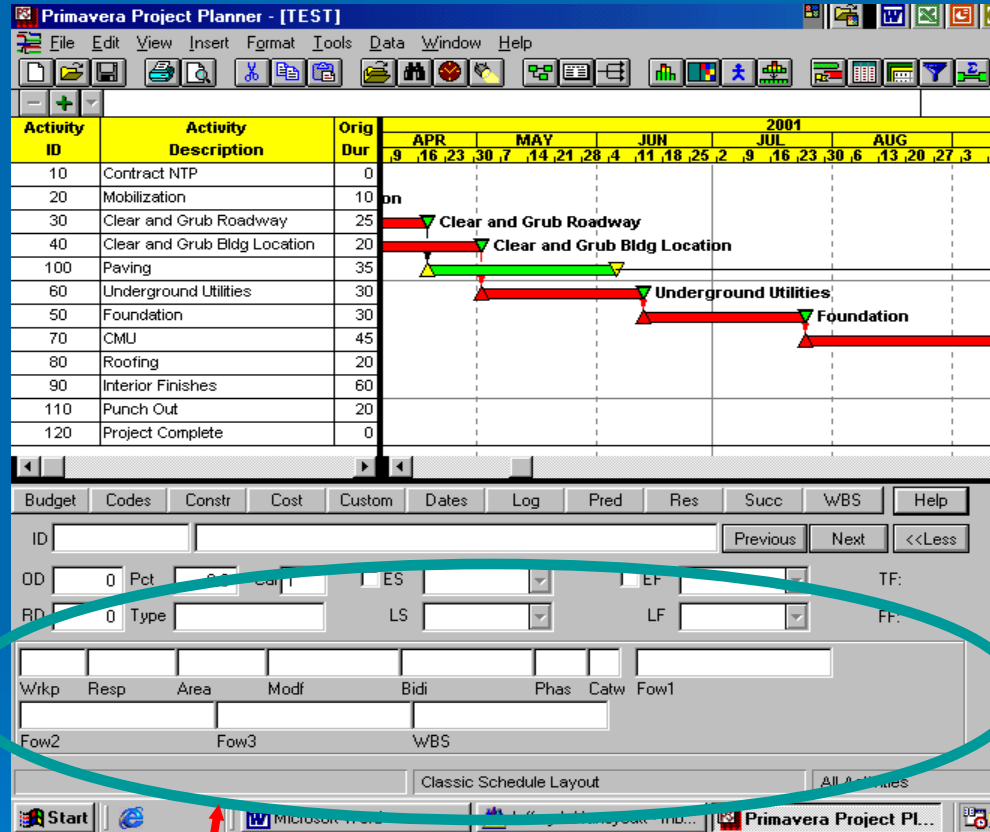 Primavera Project Planner - [TEST]
File Edit View Insert Format Tools Data Window Help
2001
Activity ID Activity Description Orig Dur APR MAY JUN JUL AUG
,9 ,16 ,23 ,30 ,7 ,14 ,21 ,28 ,4 ,11 ,18 ,25 ,2 ,9 ,16 ,23 ,30 ,6 ,13 ,20 ,27 ,3
10 Contract NTP 0
20 Mobilization 10 on
30 Clear and Grub Roadway 25 Clear and Grub Roadway
40 Clear and Grub Bldg Location 20 Clear and Grub Bldg Location
100 Paving 35
60 Underground Utilities 30 Underground Utilities
50 Foundation 30 Foundation
70 CMU 45
80 Roofing 20
90 Interior Finishes 60
110 Punch Out 20
120 Project Complete 0
Budget Codes Constr Cost Custom Dates Log Pred Res Succ WBS Help
ID Previous Next <<Less
OD 0 Pct Cal 1 ES EF TF:
RD 0 Type LS LF FF:
Wrkp Resp Area Modf Bidi Phas Catw Fow1
Fow2 Fow3 WBS
Classic Schedule Layout All Activities
Start Microsoft Word Primavera Project Pl...